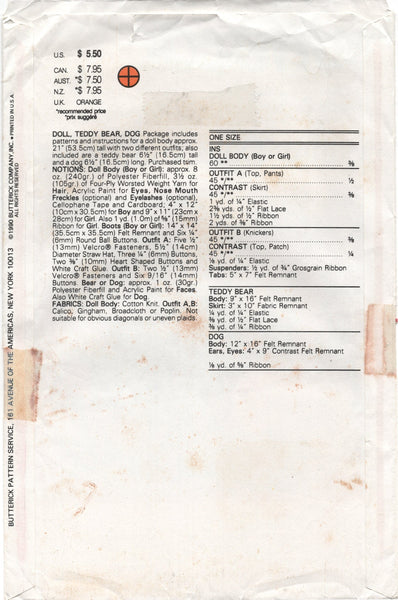 U.S. $ 5.50
CAN. $ 7.95
AUST. *$ 7.50
N.Z. *$ 7.95
U.K. ORANGE
*recommended price
*prix suggéré
DOLL, TEDDY BEAR, DOG Package includes
patterns and instructions for a doll body approx.
21" (53.5cm) tall with two different outfits; also
included are a teddy bear 6½" (16.5cm) tall
and a dog 6½" (16.5cm) long. Purchased tsm.
NOTIONS: Doll Body (Boy or Girl): approx. 8
oz. (240gr.) of Polyester Fiberfill, 3½ oz.
(105gr.) of Four-Ply Worsted Weight Yarn for
Hair, Acrylic Paint for Eyes, Nose Mouth
Freckles (optional) and Eyelashes (optional),
Cellophane Tape and Cardboard: 4" x 12"
(10cm x 30.5cm) for Boy and 9" x 11" (23cm x
28cm) for Girl. Also 1 yd. (1.0m) of ⅝" (15mm)
Ribbon for Girl. Boots (Boy or Girl): 14" x 14"
(35.5cm x 35.5cm) Felt Remnant and Six ¼"
(6mm) Round Ball Buttons. Outfit A: Five ½"
(13mm) Velcro® Fasteners, 5½" (14cm)
Diameter Straw Hat, Three ¼" (6mm) Buttons,
Two ⅜" (10mm) Heart Shaped Buttons and
White Craft Glue. Outfit B: Two ½" (13mm)
Velcro® Fasteners and Six 9/16" (14mm)
Buttons. Bear or Dog: approx. 1 oz. (30gr.)
Polyester Fiberfill and Acrylic Paint for Faces.
Also White Craft Glue for Dog.
FABRICS: Doll Body: Cotton Knit. Outfit A,B:
Calico, Gingham, Broadcloth or Poplin. Not
suitable for obvious diagonals or uneven plaids.
ONE SIZE
INS
DOLL BODY (Boy or Girl)
60 ** ⅜
OUTFIT A (Top, Pants)
45 */** ½
CONTRAST (Skirt)
45 */** ⅜
1 yd. of ¼" Elastic
2⅝ yds. of ½" Flat Lace
1½ yds. of ½" Ribbon
2 yds. of ⅜" Ribbon
OUTFIT B (Knickers)
45 */** ⅜
CONTRAST (Top, Patch)
45 */** ¼
⅝ yd. of ¼" Elastic
Suspenders: ½ yd. of ¾" Grosgrain Ribbon
Tabs: 5" x 7" Felt Remnant
TEDDY BEAR
Body: 9" x 16" Felt Remnant
Skirt: 3" x 10" Fabric Remnant
¼ yd. of ¼" Elastic
⅜ yd. of ½" Flat Lace
⅜ yd. of ¼" Ribbon
DOG
Body: 12" x 16" Felt Remnant
Ears, Eyes: 4" x 9" Contrast Felt Remnant
⅛ yd. of ⅝" Ribbon
BUTTERICK PATTERN SERVICE, 161 AVENUE OF THE AMERICAS, NEW YORK 10013 ©1990 BUTTERICK COMPANY, INC. • PRINTED IN U.S.A.
ALL RIGHTS RESERVED